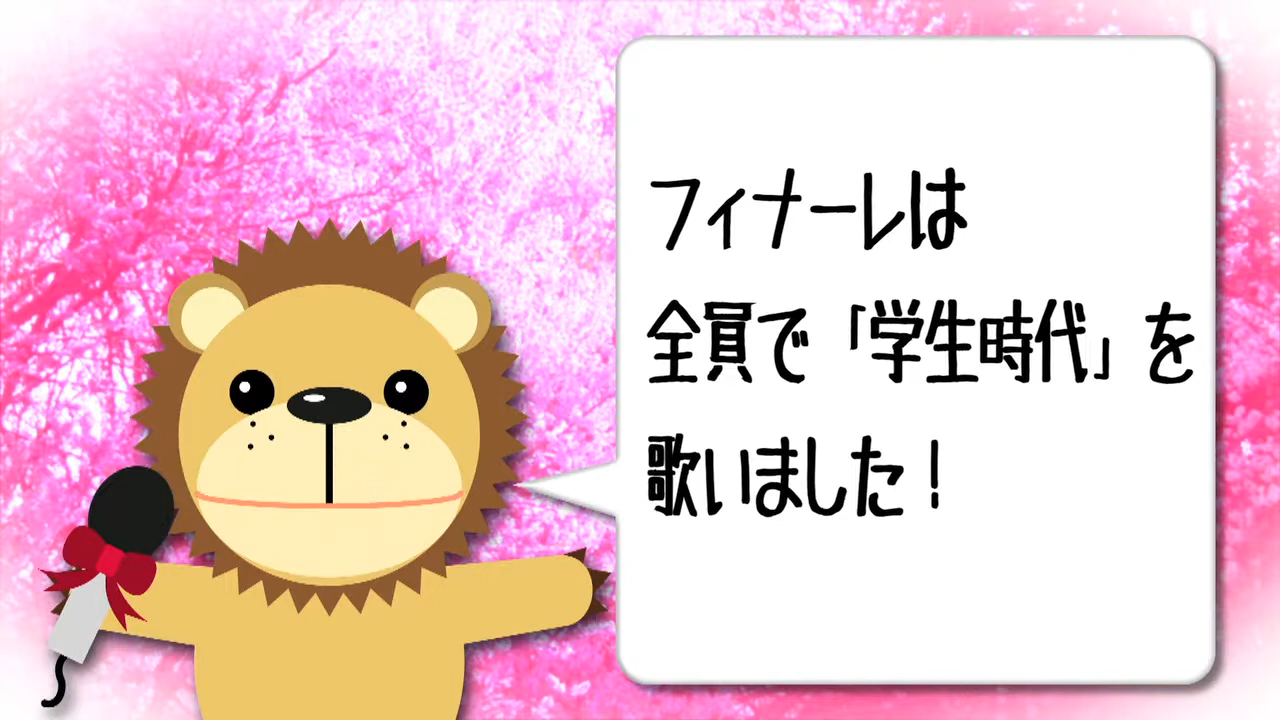 フィナーレは
全員で「学生時代」を
歌いました！